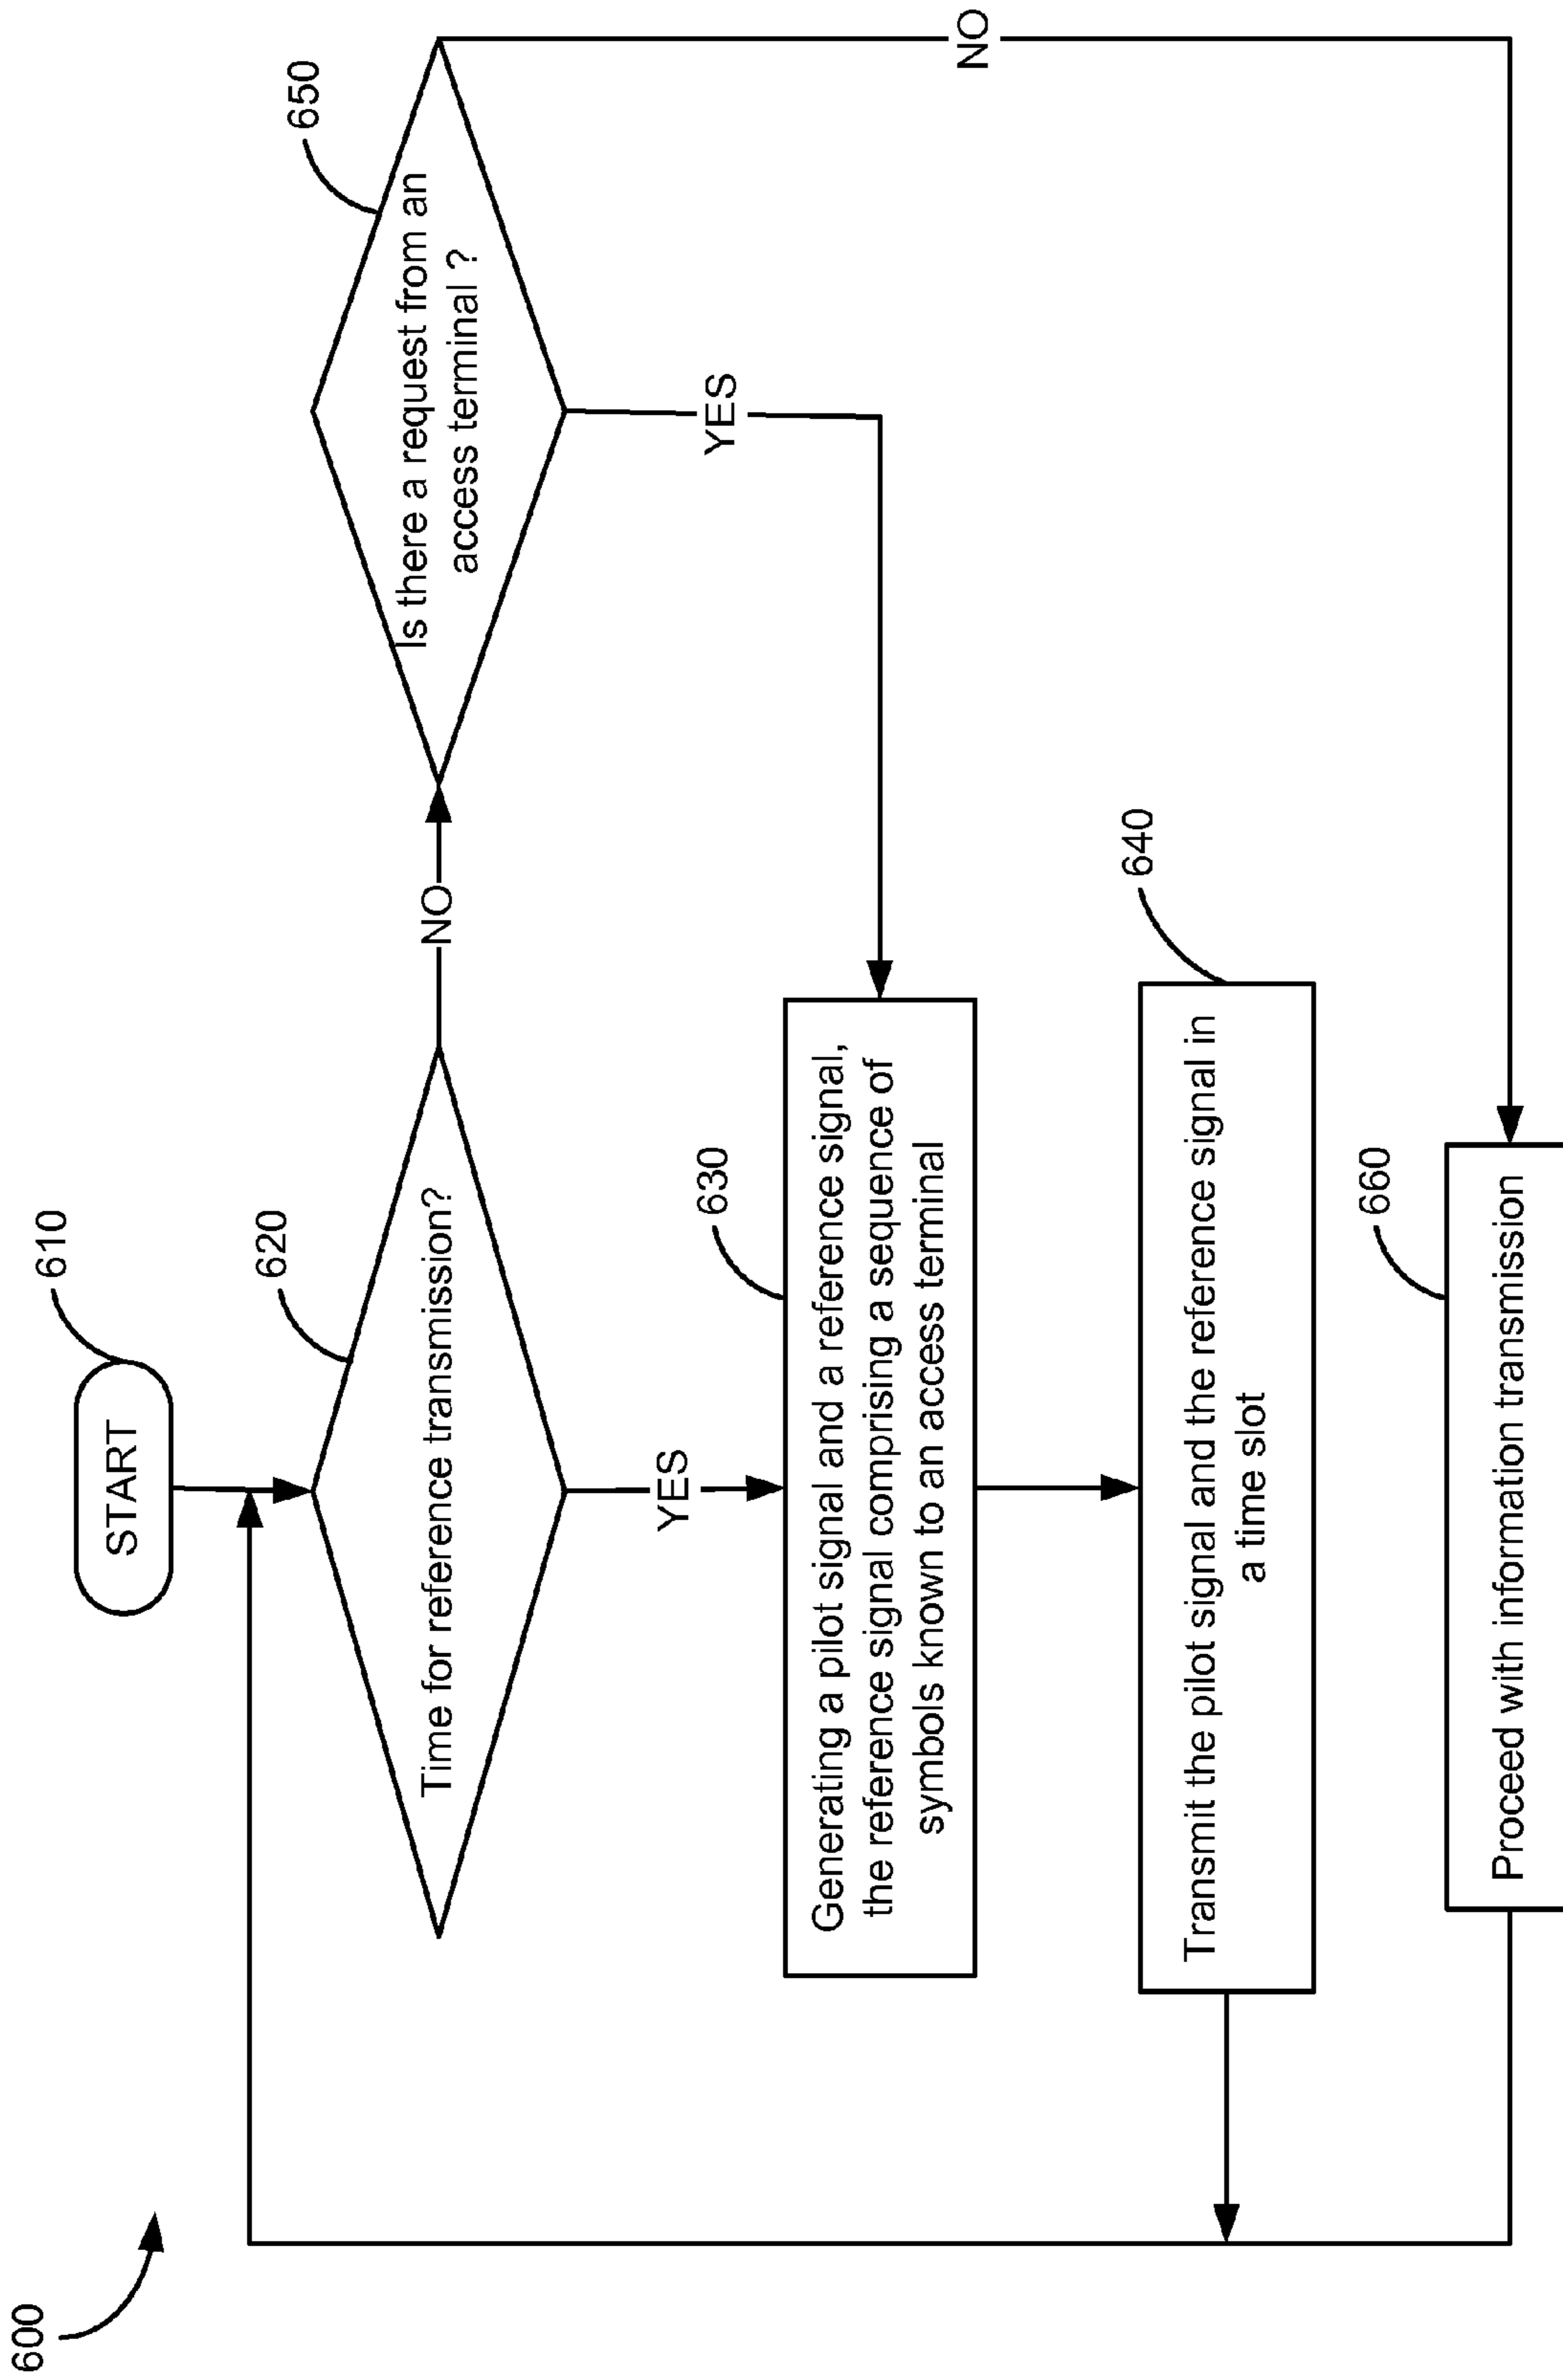 600
START
610
Time for reference transmission?
620
NO
Is there a request from an
access terminal ?
650
YES
YES
NO
Generating a pilot signal and a reference signal,
the reference signal comprising a sequence of
symbols known to an access terminal
630
Transmit the pilot signal and the reference signal in
a time slot
640
Proceed with information transmission
660